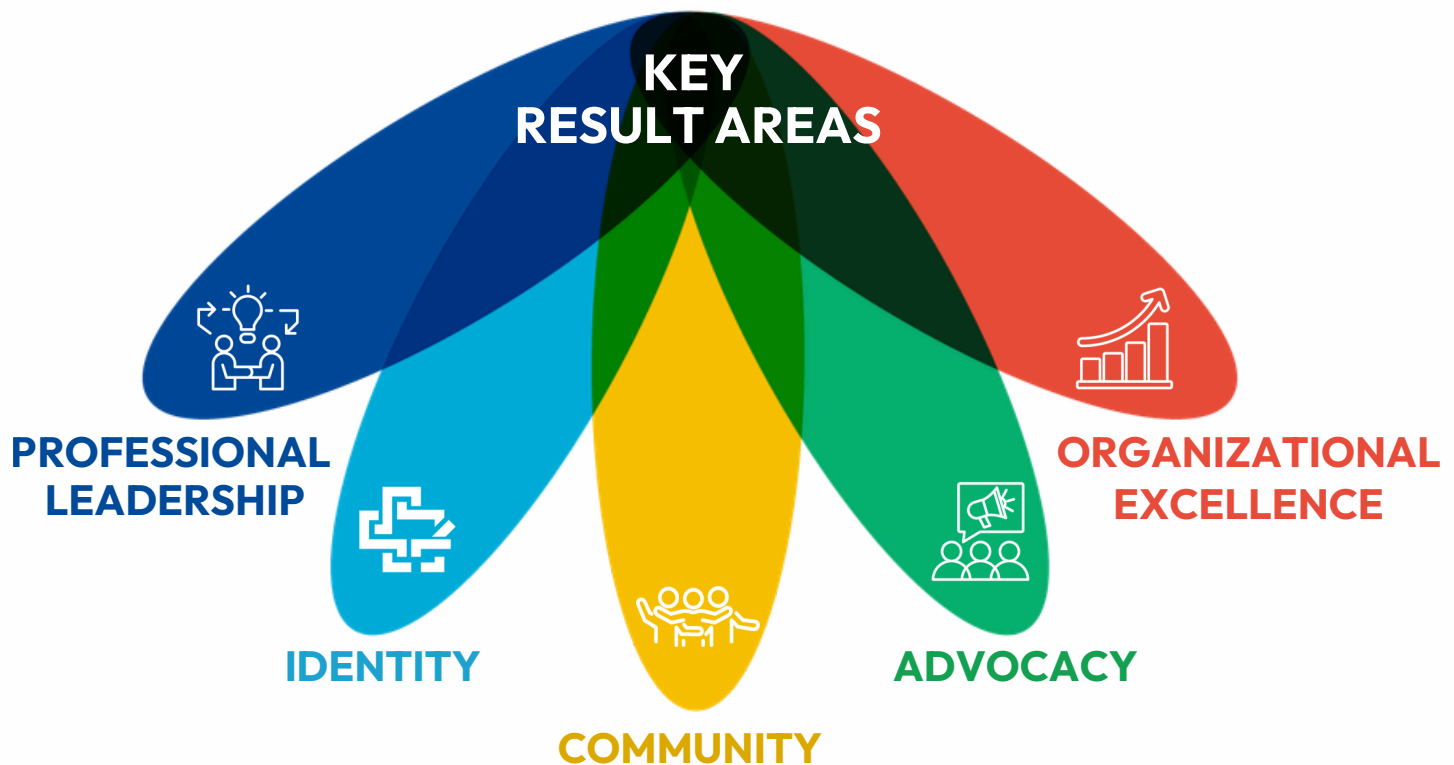 KEY
RESULT AREAS
PROFESSIONAL
LEADERSHIP
IDENTITY
COMMUNITY
ADVOCACY
ORGANIZATIONAL
EXCELLENCE